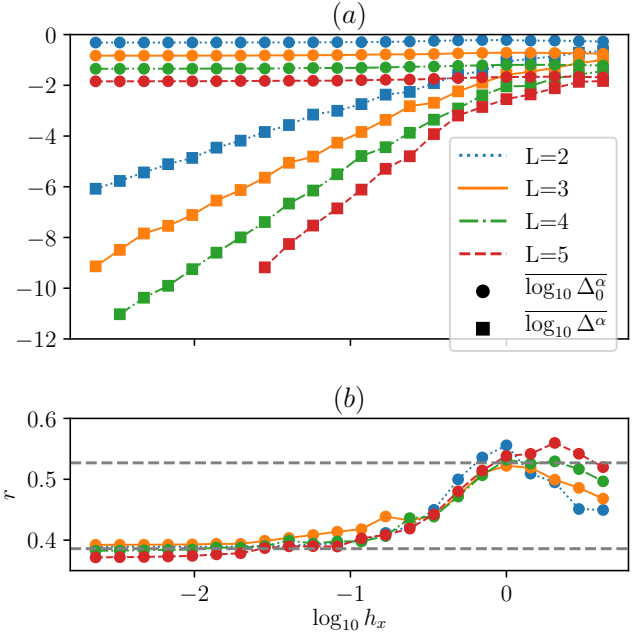 (a)
0
−2
−4
−6
−8
−10
−12
L=2
L=3
L=4
L=5
$\overline{\log_{10} \Delta_0^{\alpha}}$
$\overline{\log_{10} \Delta^{\alpha}}$
(b)
0.6
0.5
0.4
r
−2 −1 0
log₁₀ hₓ